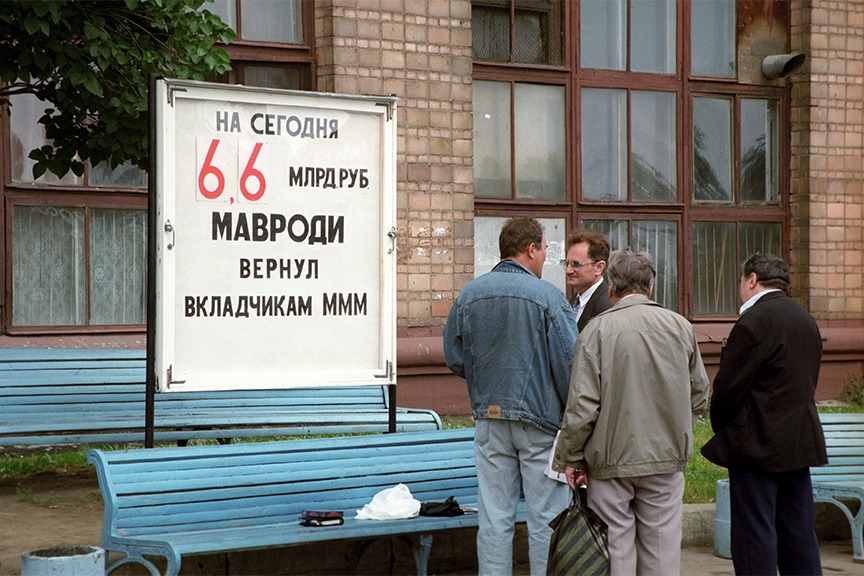 НА СЕГОДНЯ
6,6 МЛРД.РУБ.
МАВРОДИ
ВЕРНУЛ
ВКЛАДЧИКАМ МММ